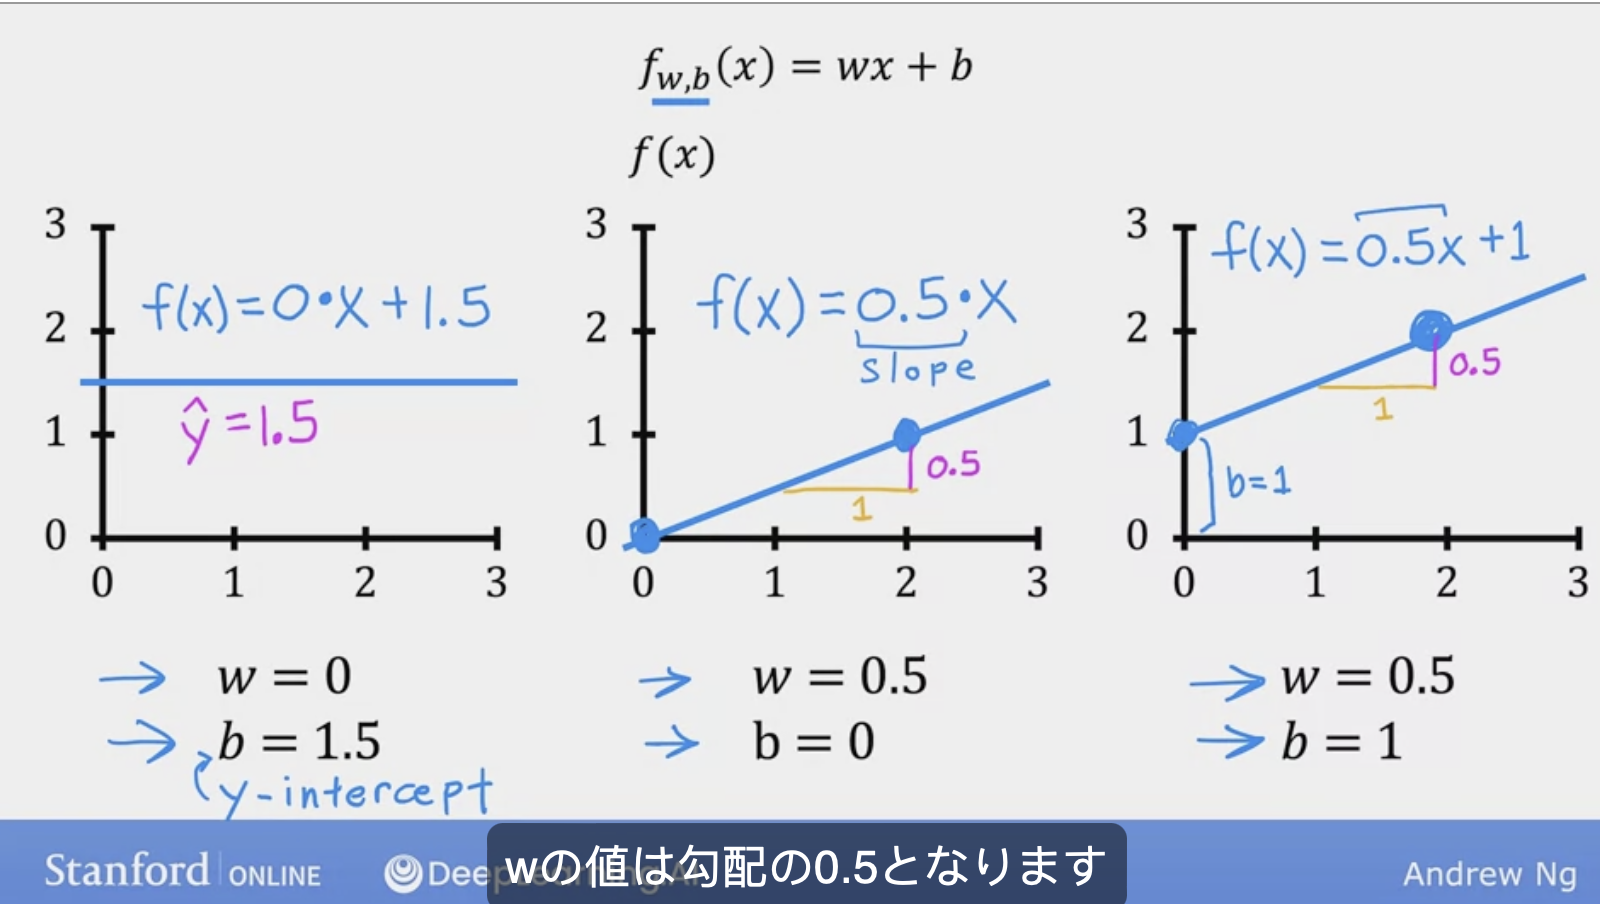 f_{w,b}(x) = wx + b
f(x)
3
2
1
0
0 1 2 3
f(x)=0•x+1.5
ŷ=1.5
→ w = 0
→ b = 1.5
y-intercept
3
2
1
0
0 1 2 3
f(x)=0.5•x
slope
0.5
1
→ w = 0.5
→ b = 0
3
2
1
0
0 1 2 3
f(x)=0.5x+1
0.5
1
b=1
→ w = 0.5
→ b = 1
Stanford | ONLINE
DeepLearning.AI
wの値は勾配の0.5となります
Andrew Ng